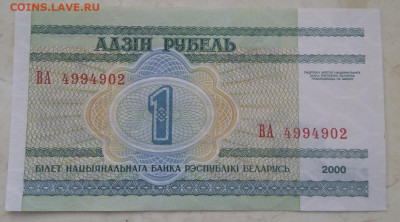 COINS.LAVE.RU
АДЗІН РУБЕЛЬ
ВА 4994902
1
ВА 4994902
БІЛЕТ НАЦЫЯНАЛЬНАГА БАНКА РЭСПУБЛІКІ БЕЛАРУСЬ
2000